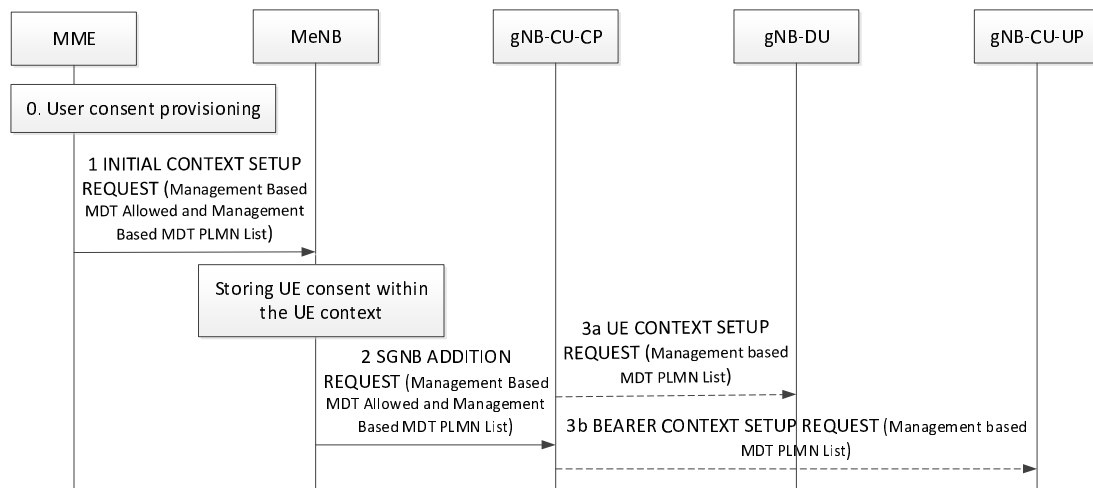 MME
MeNB
gNB-CU-CP
gNB-DU
gNB-CU-UP
0. User consent provisioning
1 INITIAL CONTEXT SETUP
REQUEST (Management Based
MDT Allowed and Management
Based MDT PLMN List)
Storing UE consent within
the UE context
2 SGNB ADDITION
REQUEST (Management Based
MDT Allowed and Management
Based MDT PLMN List)
3a UE CONTEXT SETUP
REQUEST (Management based
MDT PLMN List)
3b BEARER CONTEXT SETUP REQUEST (Management based
MDT PLMN List)